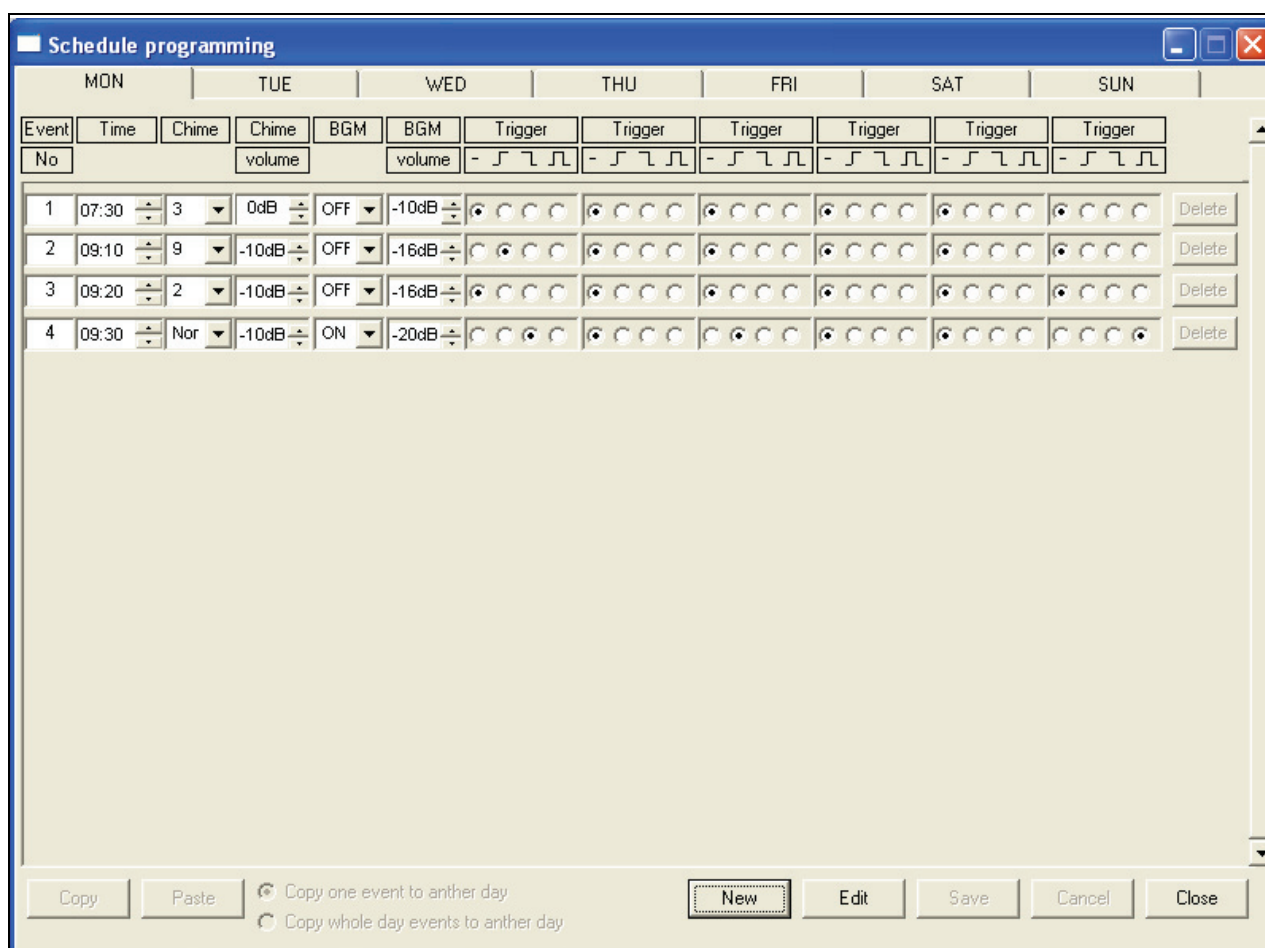 Schedule programming
MON TUE WED THU FRI SAT SUN
Event Time Chime Chime BGM BGM Trigger Trigger Trigger Trigger Trigger Trigger
No volume volume - - - - - -
1 07:30 3 0dB OFF -10dB Delete
2 09:10 9 -10dB OFF -16dB Delete
3 09:20 2 -10dB OFF -16dB Delete
4 09:30 Nor -10dB ON -20dB Delete
Copy Paste Copy one event to anther day New Edit Save Cancel Close
Copy whole day events to anther day